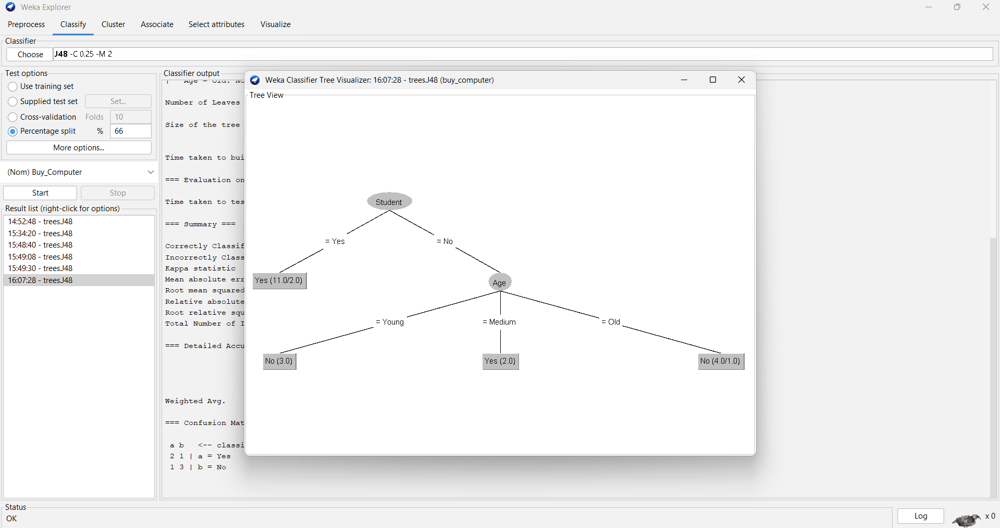 Weka Explorer
Preprocess Classify Cluster Associate Select attributes Visualize
Classifier
Choose J48 -C 0.25 -M 2
Test options
Use training set
Supplied test set Set...
Cross-validation Folds 10
Percentage split % 66
More options...
(Nom) Buy_Computer
Start Stop
Result list (right-click for options)
14:52:48 - trees.J48
15:34:20 - trees.J48
15:48:40 - trees.J48
15:49:08 - trees.J48
15:49:30 - trees.J48
16:07:28 - trees.J48
Classifier output
| Age = Old: No
Number of Leaves
Size of the tree
Time taken to bui
=== Evaluation on
Time taken to tes
=== Summary ===
Correctly Classif
Incorrectly Class
Kappa statistic
Mean absolute err
Root mean squared
Relative absolute
Root relative squ
Total Number of I
=== Detailed Accu
Weighted Avg.
=== Confusion Mat
a b <-- classi
2 1 | a = Yes
1 3 | b = No
Weka Classifier Tree Visualizer: 16:07:28 - trees.J48 (buy_computer)
Tree View
Student
= Yes = No
Yes (11.0/2.0) Age
= Young = Medium = Old
No (3.0) Yes (2.0) No (4.0/1.0)
Status
OK
Log x 0